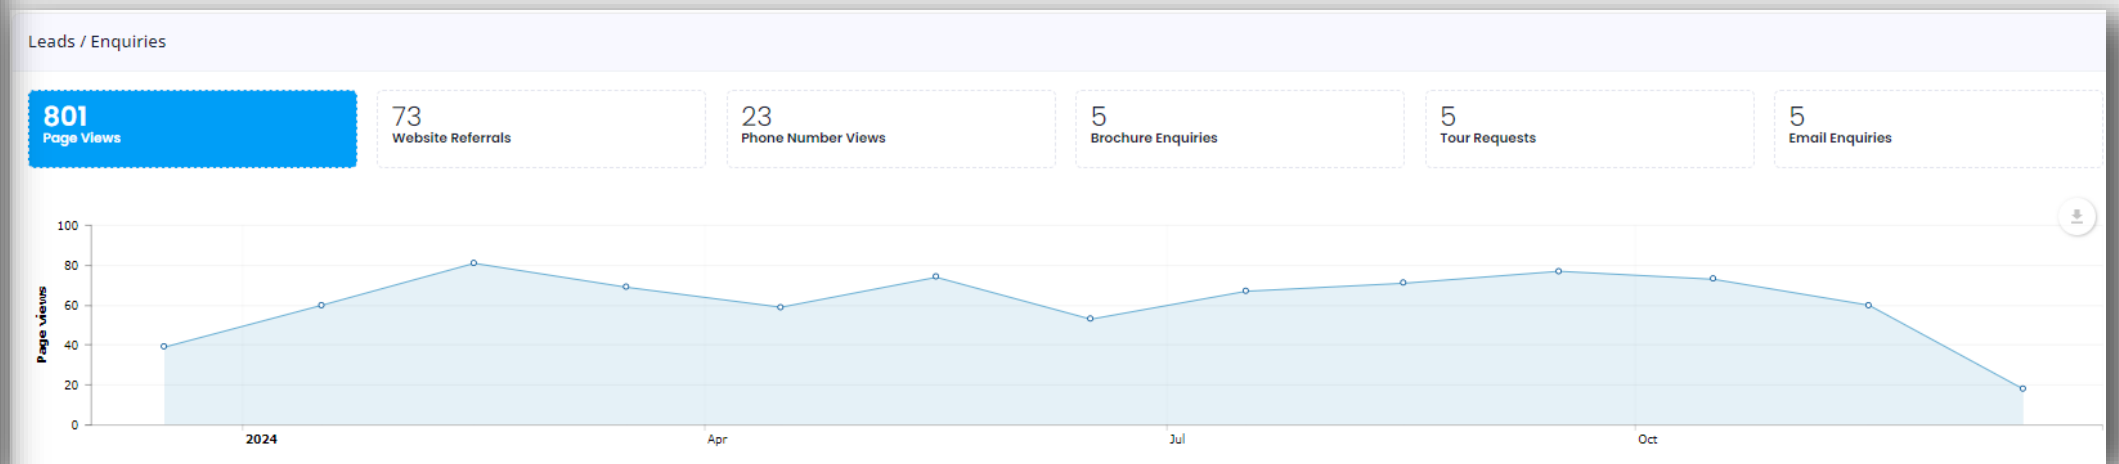 Leads / Enquiries
801
Page Views
73
Website Referrals
23
Phone Number Views
5
Brochure Enquiries
5
Tour Requests
5
Email Enquiries
100
80
60
40
20
0
Page views
2024
Apr
Jul
Oct